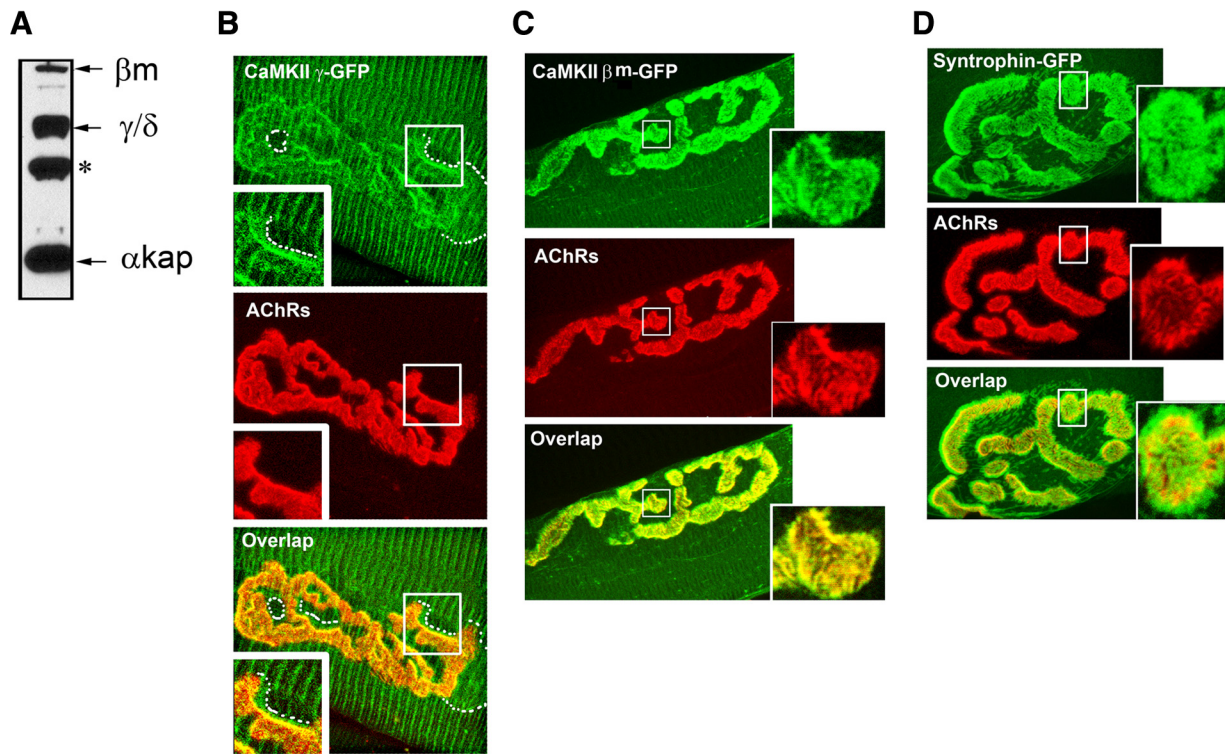 A
βm
γ/δ
*
αkap
B
CaMKII γ-GFP
AChRs
Overlap
C
CaMKII βm-GFP
AChRs
Overlap
D
Syntrophin-GFP
AChRs
Overlap